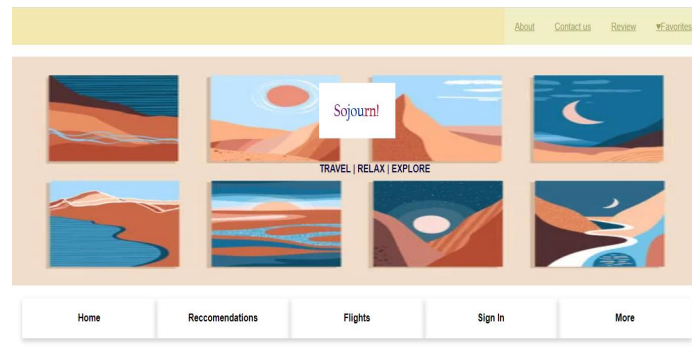 About Contact us Review ▾Favorites
Sojourn!
TRAVEL | RELAX | EXPLORE
Home Reccomendations Flights Sign In More